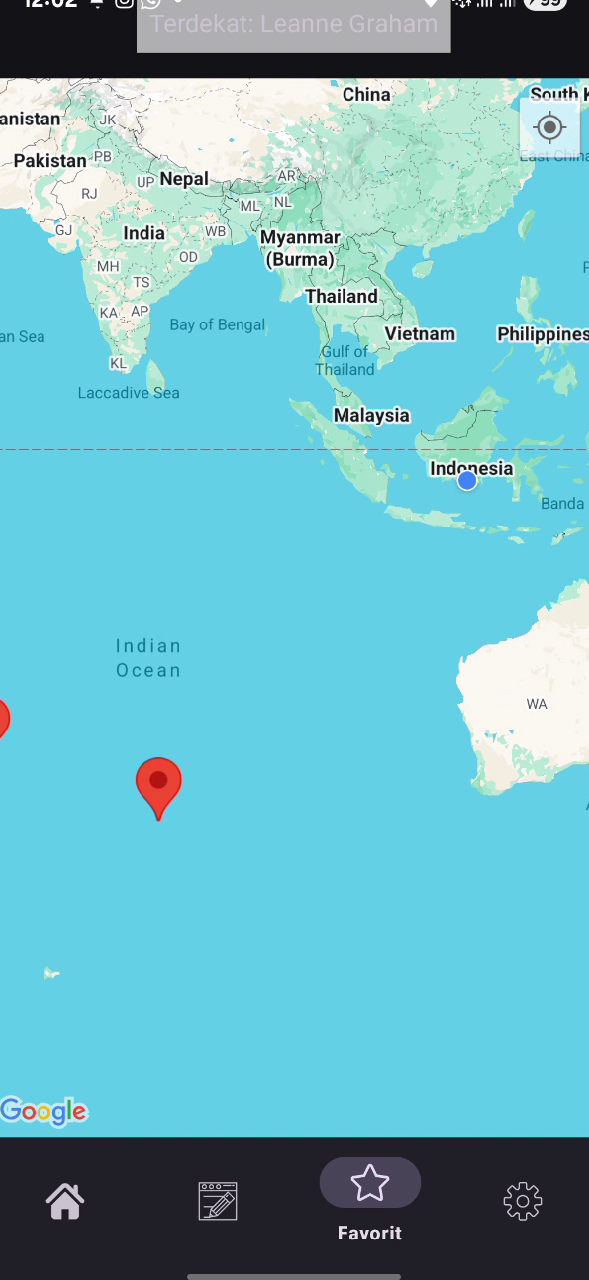 12:02
99
Terdekat: Leanne Graham
China
South K
anistan
JK
East China
Pakistan
PB
Nepal
UP
AR
RJ
ML
NL
GJ
India
WB
Myanmar
(Burma)
OD
MH
TS
Thailand
KA
AP
Bay of Bengal
Vietnam
Philippines
an Sea
Gulf of
Thailand
KL
Laccadive Sea
Malaysia
Indonesia
Banda
Indian
Ocean
WA
Google
Favorit